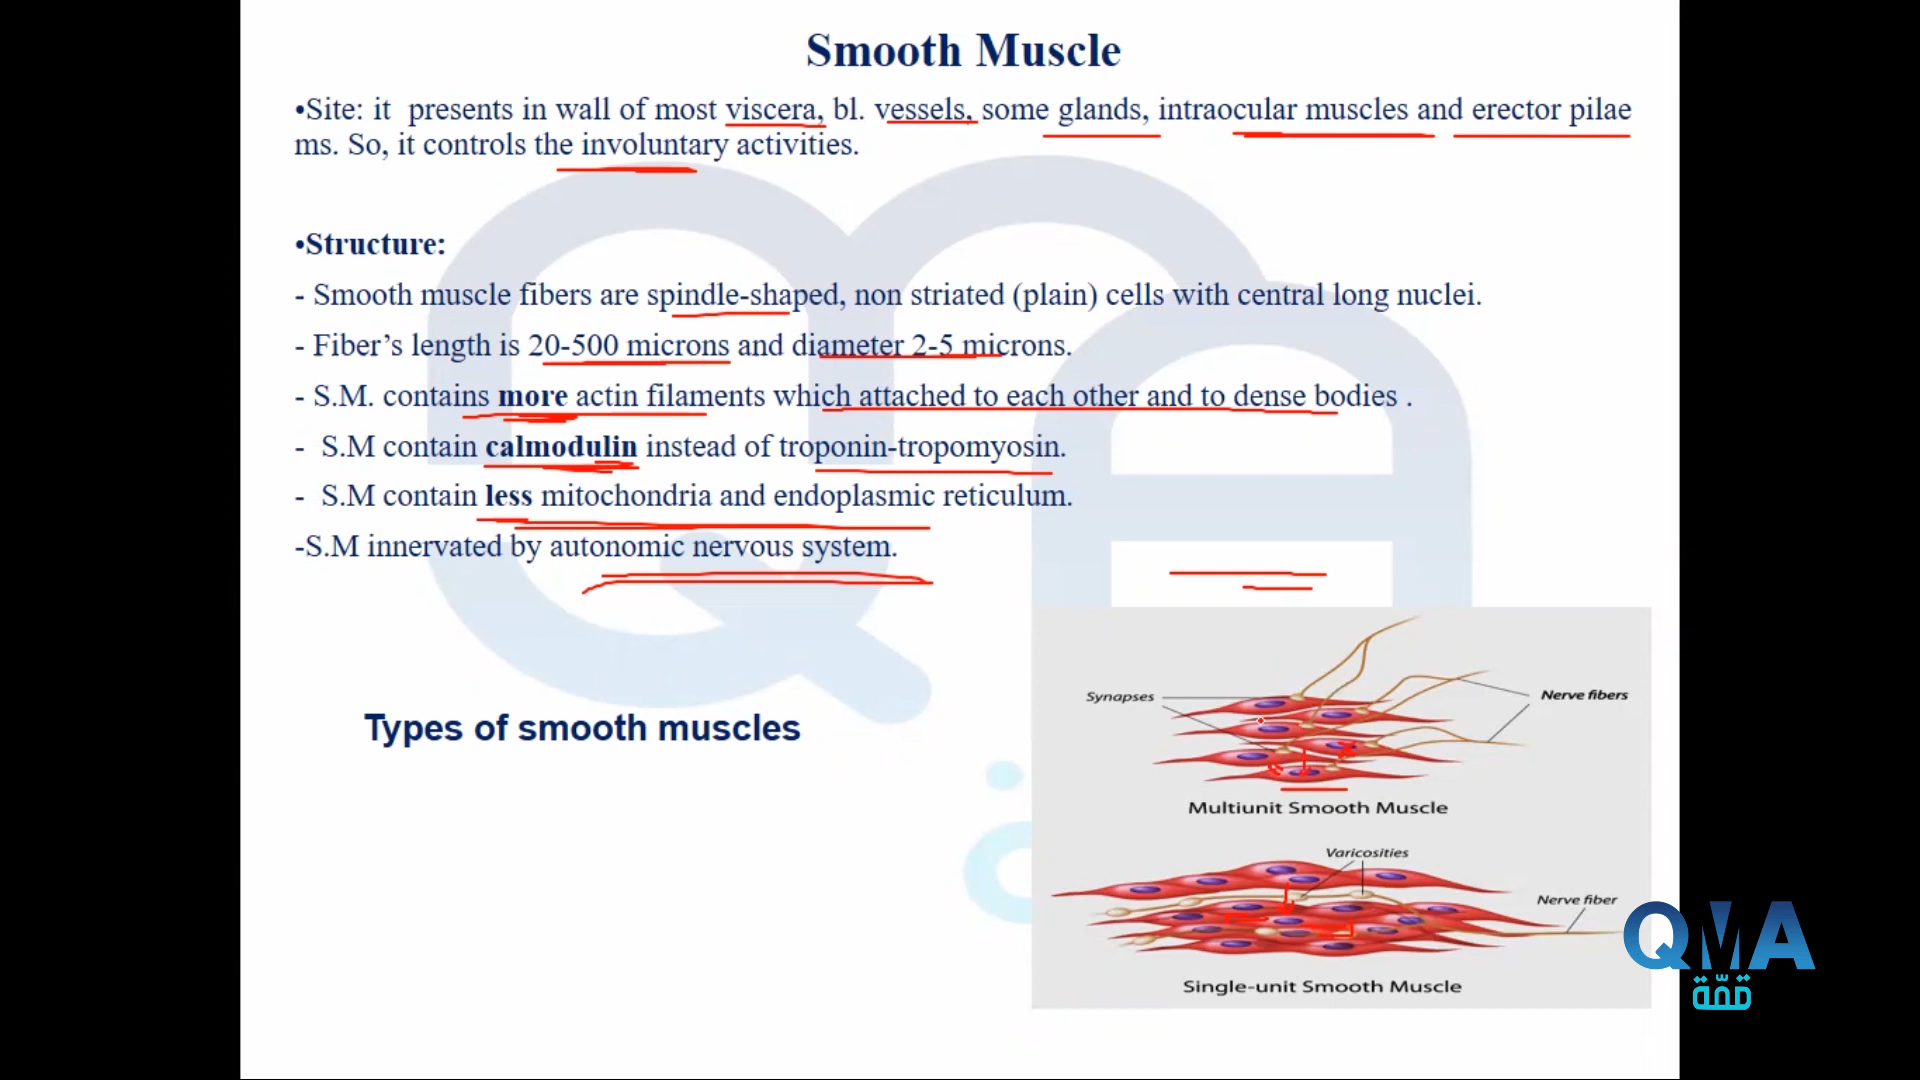 Smooth Muscle
•Site: it presents in wall of most viscera, bl. vessels, some glands, intraocular muscles and erector pilae
ms. So, it controls the involuntary activities.
•Structure:
- Smooth muscle fibers are spindle-shaped, non striated (plain) cells with central long nuclei.
- Fiber’s length is 20-500 microns and diameter 2-5 microns.
- S.M. contains more actin filaments which attached to each other and to dense bodies .
- S.M contain calmodulin instead of troponin-tropomyosin.
- S.M contain less mitochondria and endoplasmic reticulum.
-S.M innervated by autonomic nervous system.
Types of smooth muscles
Synapses
Nerve fibers
Multiunit Smooth Muscle
Varicosities
Nerve fiber
Single-unit Smooth Muscle
QMA
قمّة